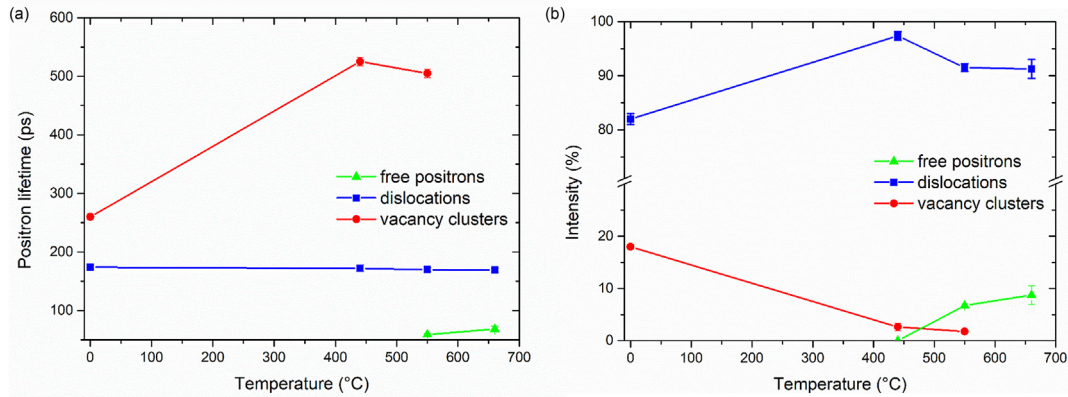 (a)
600
500
400
300
200
100
Positron lifetime (ps)
free positrons
dislocations
vacancy clusters
0 100 200 300 400 500 600 700
Temperature (°C)
(b)
100
90
80
20
10
0
Intensity (%)
free positrons
dislocations
vacancy clusters
0 100 200 300 400 500 600 700
Temperature (°C)